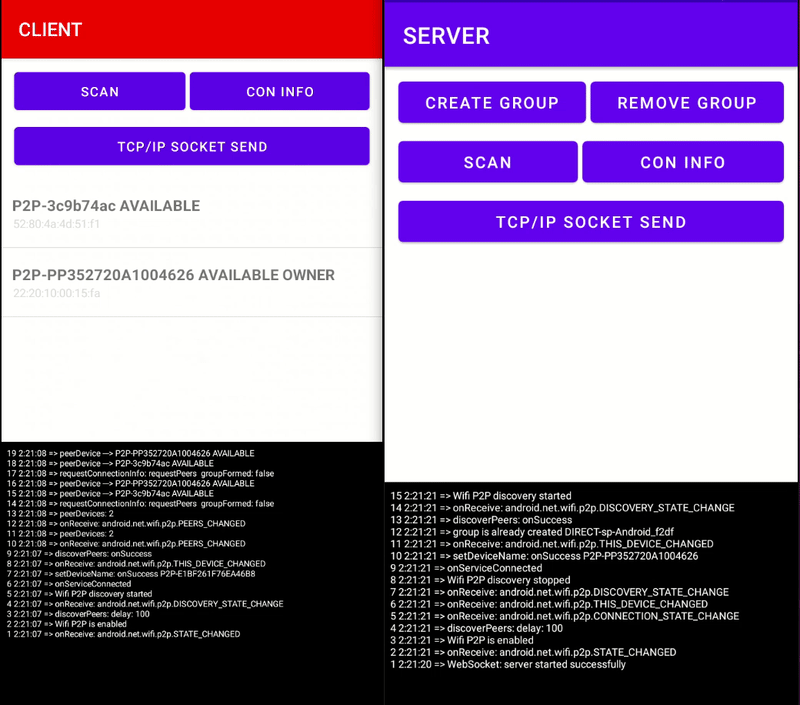 CLIENT
SCAN
CON INFO
TCP/IP SOCKET SEND
P2P-3c9b74ac AVAILABLE
52:80:4a:4d:51:f1
P2P-PP352720A1004626 AVAILABLE OWNER
22:20:10:00:15:fa
19 2:21:08 => peerDevice —> P2P-PP352720A1004626 AVAILABLE
18 2:21:08 => peerDevice —> P2P-3c9b74ac AVAILABLE
17 2:21:08 => requestConnectionInfo: requestPeers  groupFormed: false
16 2:21:08 => peerDevice —> P2P-PP352720A1004626 AVAILABLE
15 2:21:08 => peerDevice —> P2P-3c9b74ac AVAILABLE
14 2:21:08 => requestConnectionInfo: requestPeers  groupFormed: false
13 2:21:08 => peerDevices: 2
12 2:21:08 => onReceive: android.net.wifi.p2p.PEERS_CHANGED
11 2:21:08 => peerDevices: 2
10 2:21:08 => onReceive: android.net.wifi.p2p.PEERS_CHANGED
9 2:21:07 => discoverPeers: onSuccess
8 2:21:07 => onReceive: android.net.wifi.p2p.THIS_DEVICE_CHANGED
7 2:21:07 => setDeviceName: onSuccess P2P-E1BF261F76EA46B8
6 2:21:07 => onServiceConnected
5 2:21:07 => Wifi P2P discovery started
4 2:21:07 => onReceive: android.net.wifi.p2p.DISCOVERY_STATE_CHANGE
3 2:21:07 => discoverPeers: delay: 100
2 2:21:07 => Wifi P2P is enabled
1 2:21:07 => onReceive: android.net.wifi.p2p.STATE_CHANGED
SERVER
CREATE GROUP
REMOVE GROUP
SCAN
CON INFO
TCP/IP SOCKET SEND
15 2:21:21 => Wifi P2P discovery started
14 2:21:21 => onReceive: android.net.wifi.p2p.DISCOVERY_STATE_CHANGE
13 2:21:21 => discoverPeers: onSuccess
12 2:21:21 => group is already created DIRECT-sp-Android_f2df
11 2:21:21 => onReceive: android.net.wifi.p2p.THIS_DEVICE_CHANGED
10 2:21:21 => setDeviceName: onSuccess P2P-PP352720A1004626
9 2:21:21 => onServiceConnected
8 2:21:21 => Wifi P2P discovery stopped
7 2:21:21 => onReceive: android.net.wifi.p2p.DISCOVERY_STATE_CHANGE
6 2:21:21 => onReceive: android.net.wifi.p2p.THIS_DEVICE_CHANGED
5 2:21:21 => onReceive: android.net.wifi.p2p.CONNECTION_STATE_CHANGE
4 2:21:21 => discoverPeers: delay: 100
3 2:21:21 => Wifi P2P is enabled
2 2:21:21 => onReceive: android.net.wifi.p2p.STATE_CHANGED
1 2:21:20 => WebSocket: server started successfully